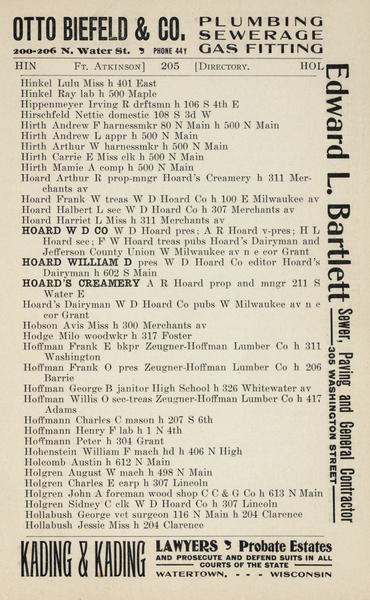 OTTO BIEFELD & CO. PLUMBING
SEWERAGE
GAS FITTING
200-206 N. Water St. PHONE 44Y
HIN Ft. Atkinson] 205 [Directory. HOL
Hinkel Lulu Miss h 401 East
Hinkel Ray lab h 500 Maple
Hippenmeyer Irving R drftsmn h 106 S 4th E
Hirschfeld Nettie domestic 108 S 3d W
Hirth Andrew F harnessmkr 80 N Main h 500 N Main
Hirth Andrew L appr h 500 N Main
Hirth Arthur W harnessmkr h 500 N Main
Hirth Carrie E Miss elk h 500 N Main
Hirth Mamie A comp h 500 N Main
Hoard Arthur R prop-mngr Hoard's Creamery h 311 Mer-
chants av
Hoard Frank W treas W D Hoard Co h 100 E Milwaukee av
Hoard Halbert L sec W D Hoard Co h 307 Merchants av
Hoard Harriet L Miss h 311 Merchants av
HOARD W D CO W D Hoard pres; A R Hoard v-pres; H L
Hoard sec; F W Hoard treas pubs Hoard's Dairyman and
Jefferson County Union W Milwaukee av n e cor Grant
HOARD WILLIAM D pres W D Hoard Co editor Hoard's
Dairyman h 602 S Main
HOARD'S CREAMERY A R Hoard prop and mngr 211 S
Water E
Hoard's Dairyman W D Hoard Co pubs W Milwaukee av n e
cor Grant
Hobson Avis Miss h 300 Merchants av
Hodge Milo woodwkr h 317 Foster
Hoffman Frank E bkpr Zeugner-Hoffman Lumber Co h 311
Washington
Hoffman Frank O pres Zeugner-Hoffman Lumber Co h 206
Barrie
Hoffman George B janitor High School h 326 Whitewater av
Hoffman Willis O sec-treas Zeugner-Hoffman Lumber Co h 417
Adams
Hoffmann Charles C mason h 207 S 6th
Hoffmann Henry F lab h 1 N 4th
Hoffmann Peter h 304 Grant
Hohenstein William F mach hd h 406 N High
Holcomb Austin h 612 N Main
Holgren August W mach h 498 N Main
Holgren Charles E carp h 307 Lincoln
Holgren John A foreman wood shop C C & G Co h 613 N Main
Holgren Sidney C clk W D Hoard Co h 307 Lincoln
Hollabush George vet surgeon 116 N Main h 204 Clarence
Hollabush Jessie Miss h 204 Clarence
Edward L. Bartlett
Sewer, Paving and General Contractor
305 WASHINGTON STREET
KADING & KADING LAWYERS Probate Estates
AND PROSECUTE AND DEFEND SUITS IN ALL
COURTS OF THE STATE
WATERTOWN, - - - WISCONSIN